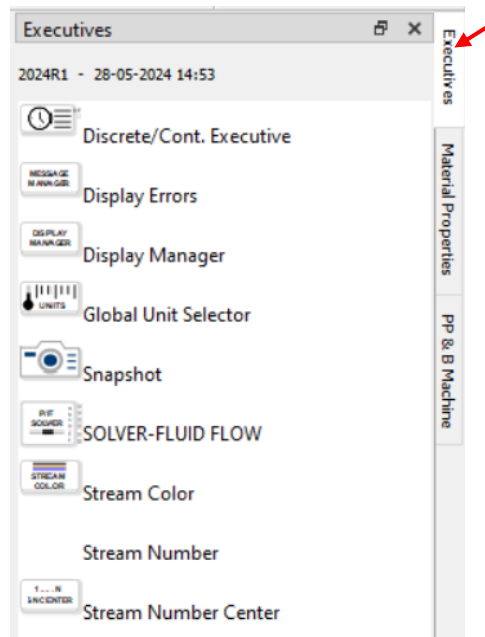 Executives
2024R1 - 28-05-2024 14:53
Discrete/Cont. Executive
MESSAGE
MANAGER
Display Errors
DISPLAY
MANAGER
Display Manager
UNITS
Global Unit Selector
Snapshot
P/F
SOLVER
SOLVER-FLUID FLOW
STREAM
COLOR
Stream Color
Stream Number
1....N
Stream Number Center
Executives
Material Properties
PP & B Machine